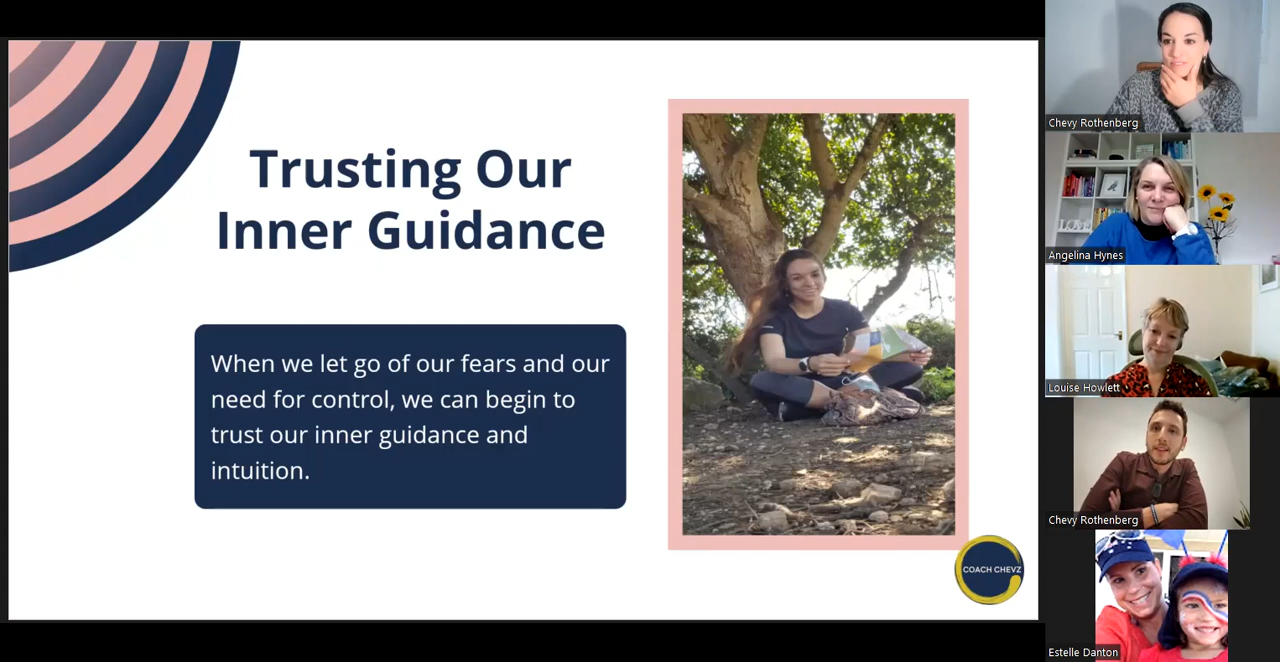 Trusting Our
Inner Guidance
When we let go of our fears and our
need for control, we can begin to
trust our inner guidance and
intuition.
COACH CHEVZ
Chevy Rothenberg
Angelina Hynes
Louise Howlett
Chevy Rothenberg
Estelle Danton